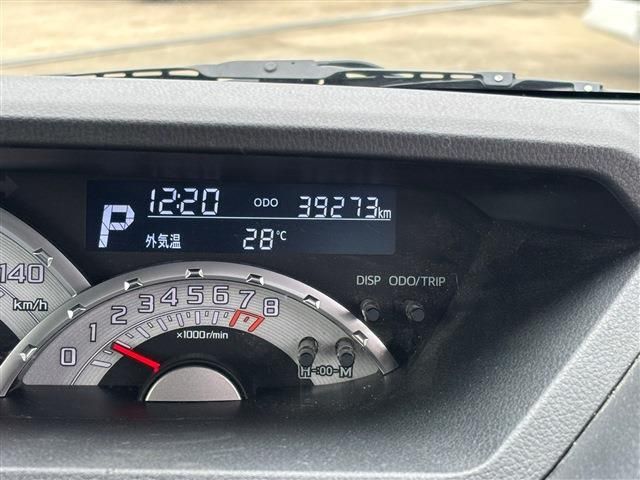 12:20 ODO 39273km
P
外気温 28℃
140
km/h
DISP ODO/TRIP
0 1 2 3 4 5 6 7 8
×1000r/min
H -:00- M